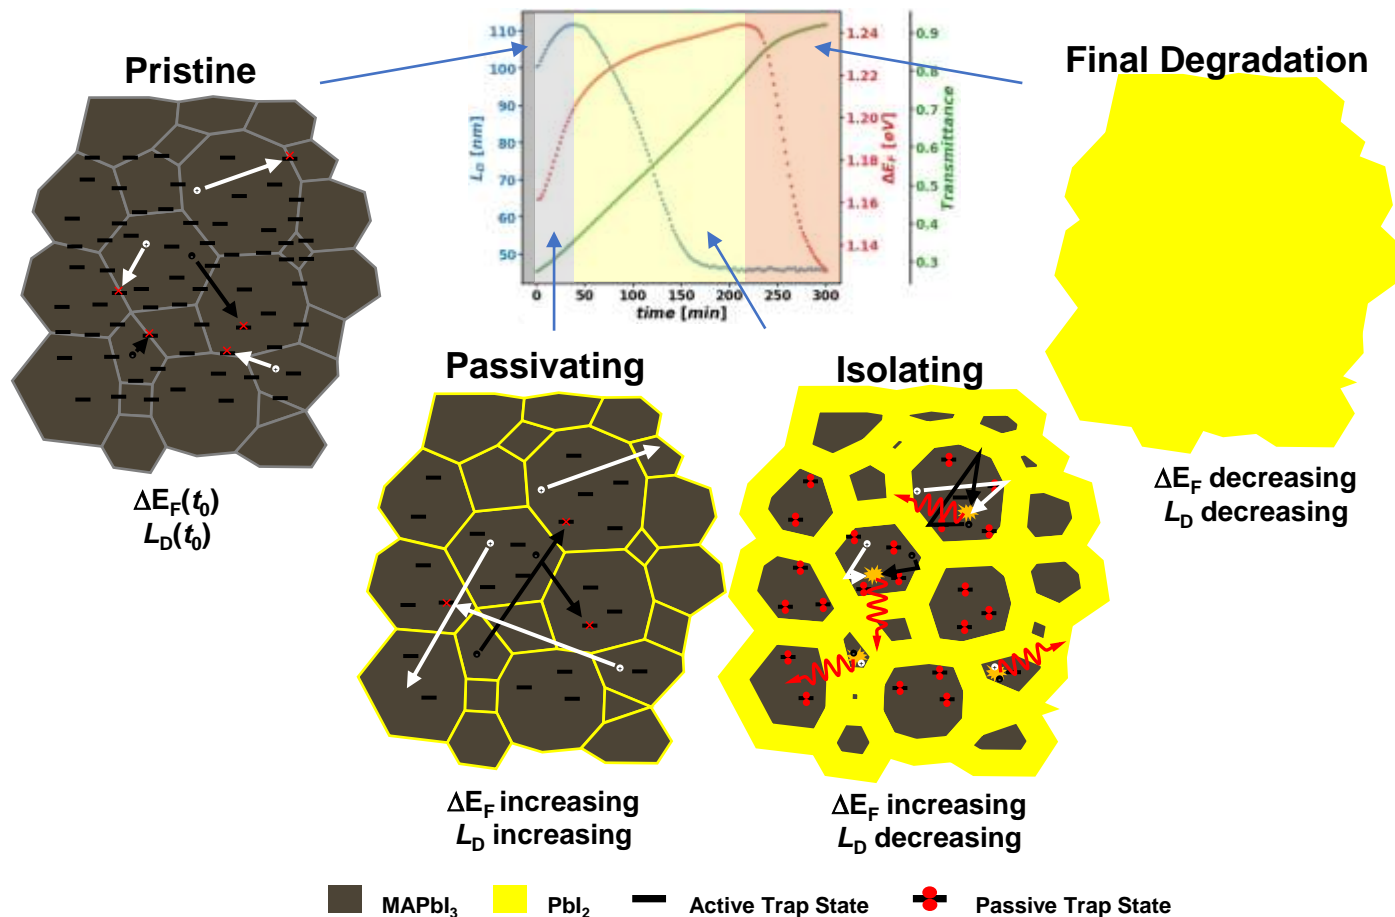 Pristine
ΔE_F(t_0)
L_D(t_0)
110
100
90
80
70
60
50
L_D [nm]
0 50 100 150 200 250 300
time [min]
1.24
1.22
1.20
1.18
1.16
1.14
ΔE_F [eV]
0.9
0.8
0.7
0.6
0.5
0.4
0.3
Transmittance
Final Degradation
ΔE_F decreasing
L_D decreasing
Passivating
ΔE_F increasing
L_D increasing
Isolating
ΔE_F increasing
L_D decreasing
MAPbI_3 PbI_2 Active Trap State Passive Trap State